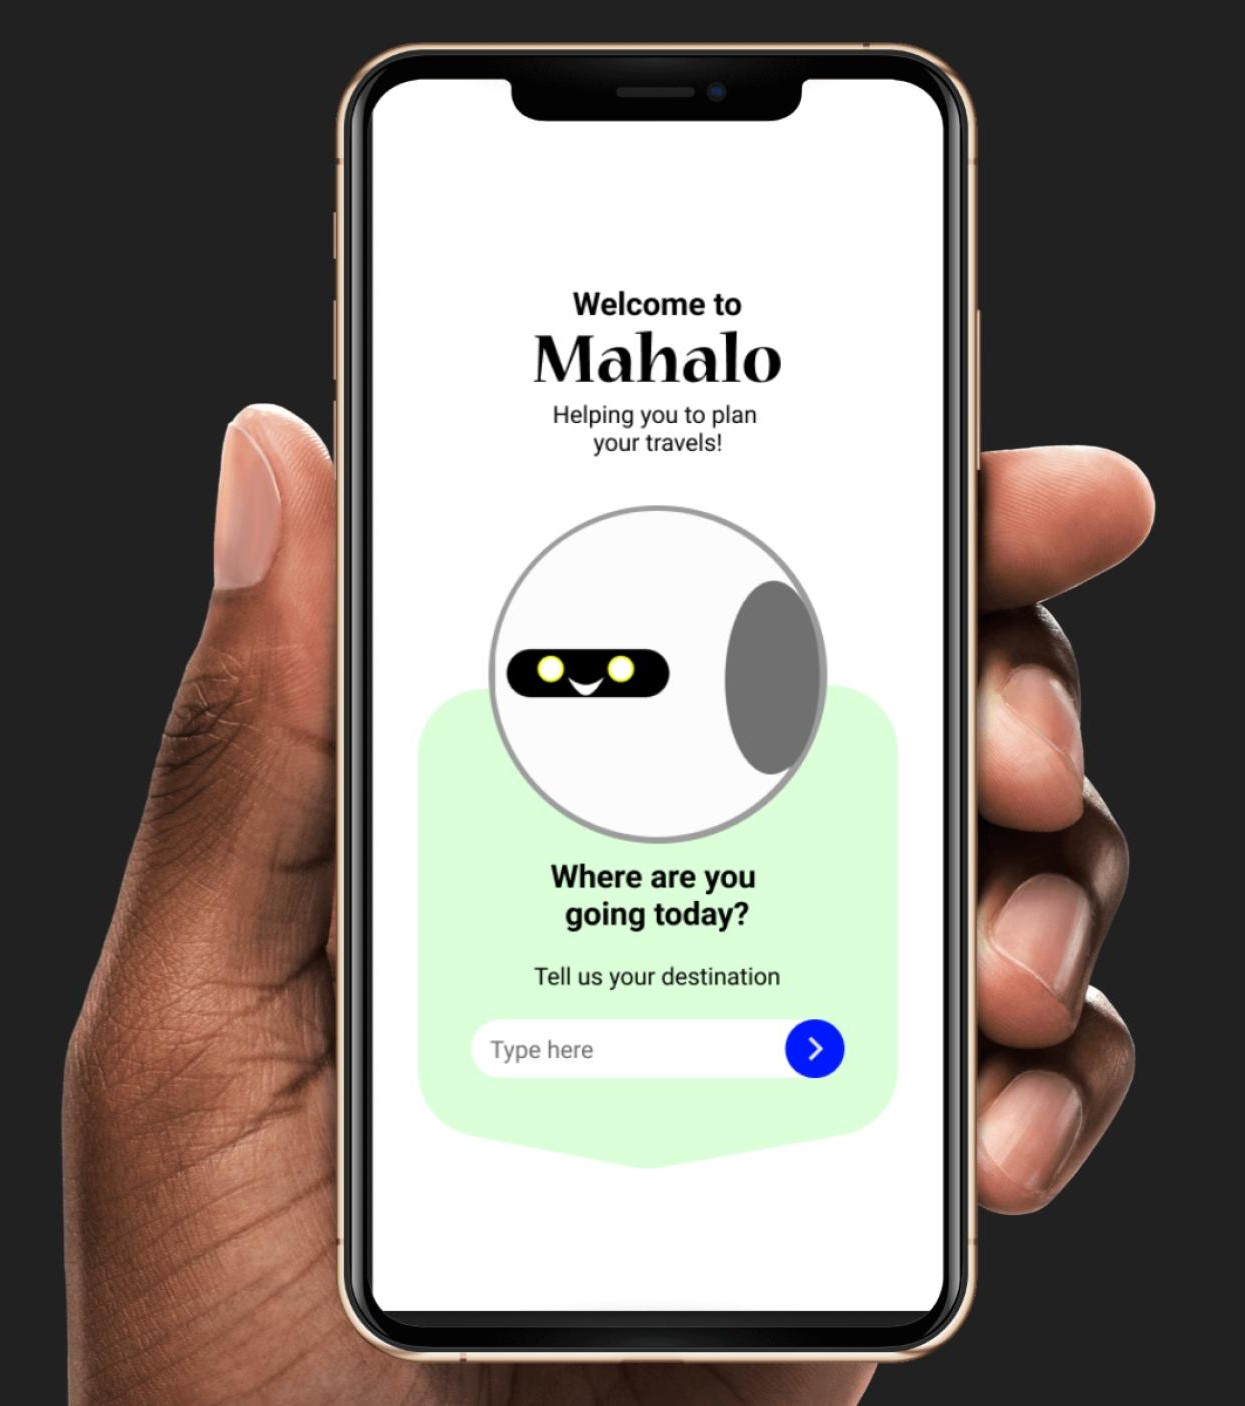 Welcome to
Mahalo
Helping you to plan
your travels!
Where are you
going today?
Tell us your destination
Type here